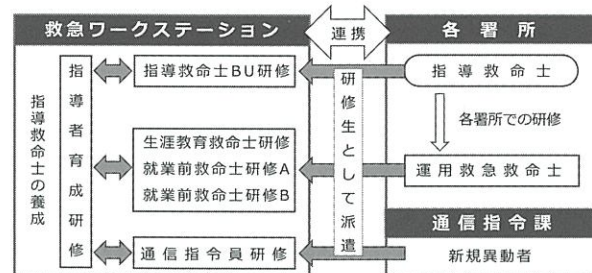 救急ワークステーション
連携
各署所
指導救命士の養成
指導者育成研修
指導救命士BU研修
生涯教育救命士研修
就業前救命士研修A
就業前救命士研修B
通信指令員研修
研修生として派遣
指導救命士
各署所での研修
運用救急救命士
通信指令課
新規異動者